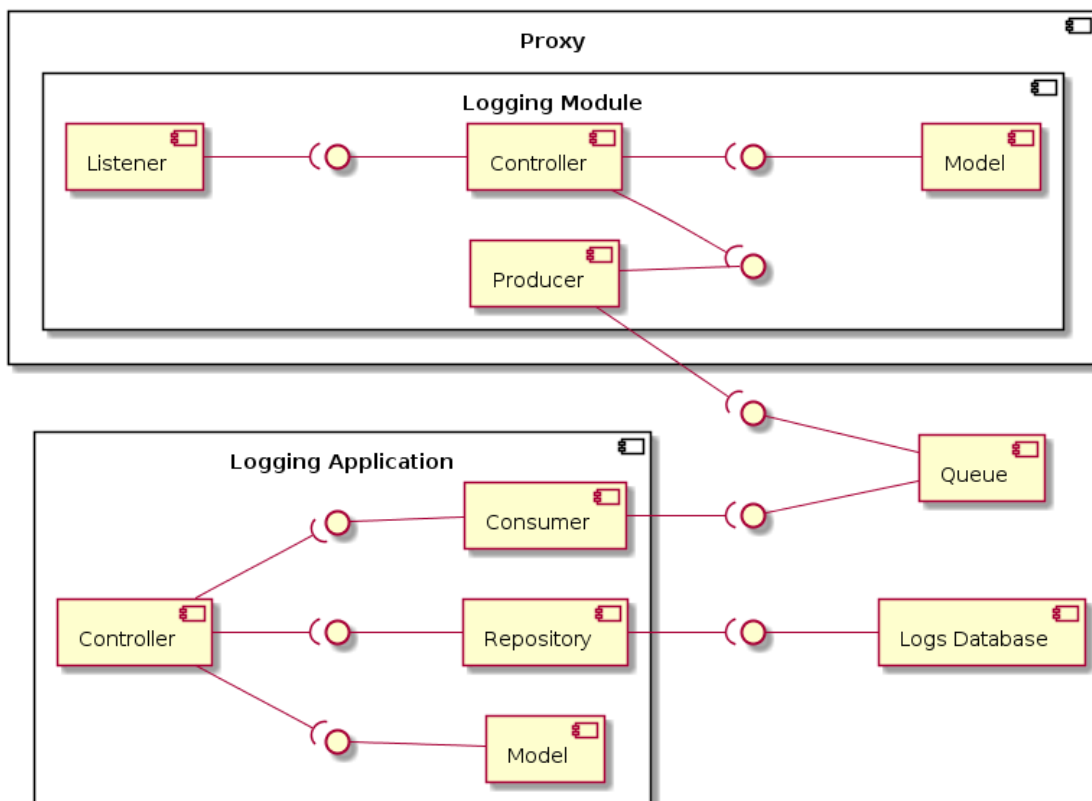 Proxy
Logging Module
Listener
Controller
Model
Producer
Logging Application
Queue
Consumer
Controller
Repository
Logs Database
Model